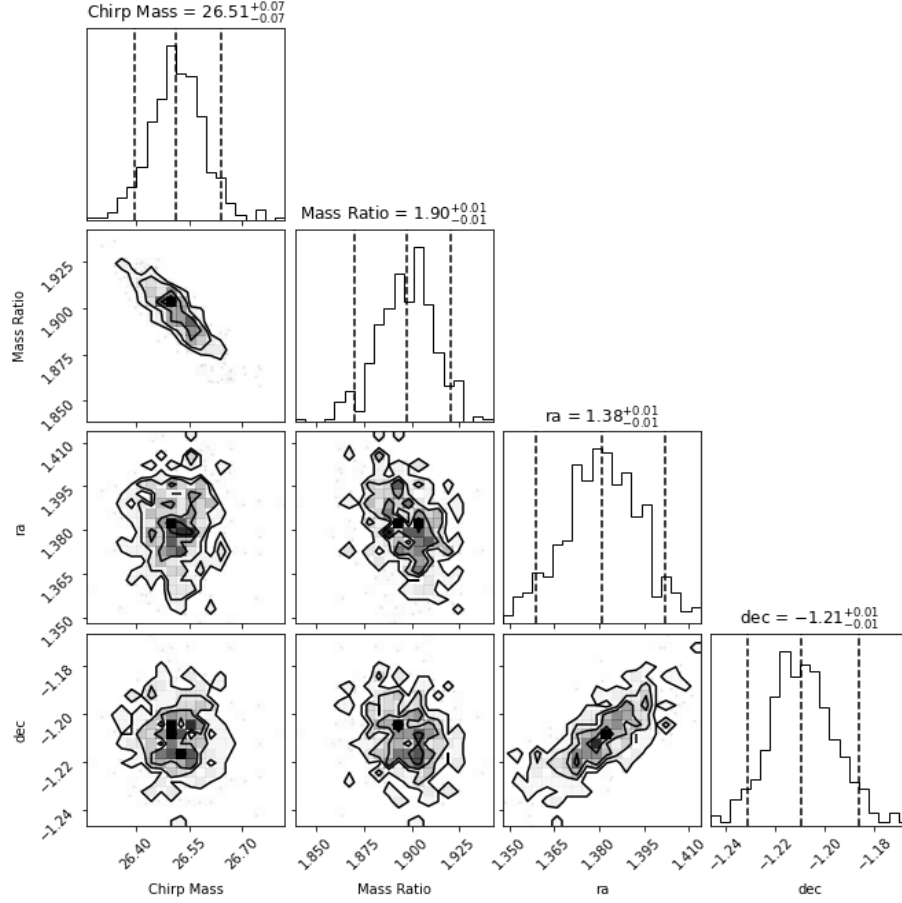 Chirp Mass = 26.51+0.07 −0.07
Mass Ratio = 1.90+0.01 −0.01
1.925
1.900
1.875
1.850
Mass Ratio
ra = 1.38+0.01 −0.01
1.410
1.395
1.380
1.365
1.350
ra
dec = −1.21+0.01 −0.01
−1.18
−1.20
−1.22
−1.24
dec
26.40 26.55 26.70
1.850 1.875 1.900 1.925
1.350 1.365 1.380 1.395 1.410
−1.24 −1.22 −1.20 −1.18
Chirp Mass Mass Ratio ra dec